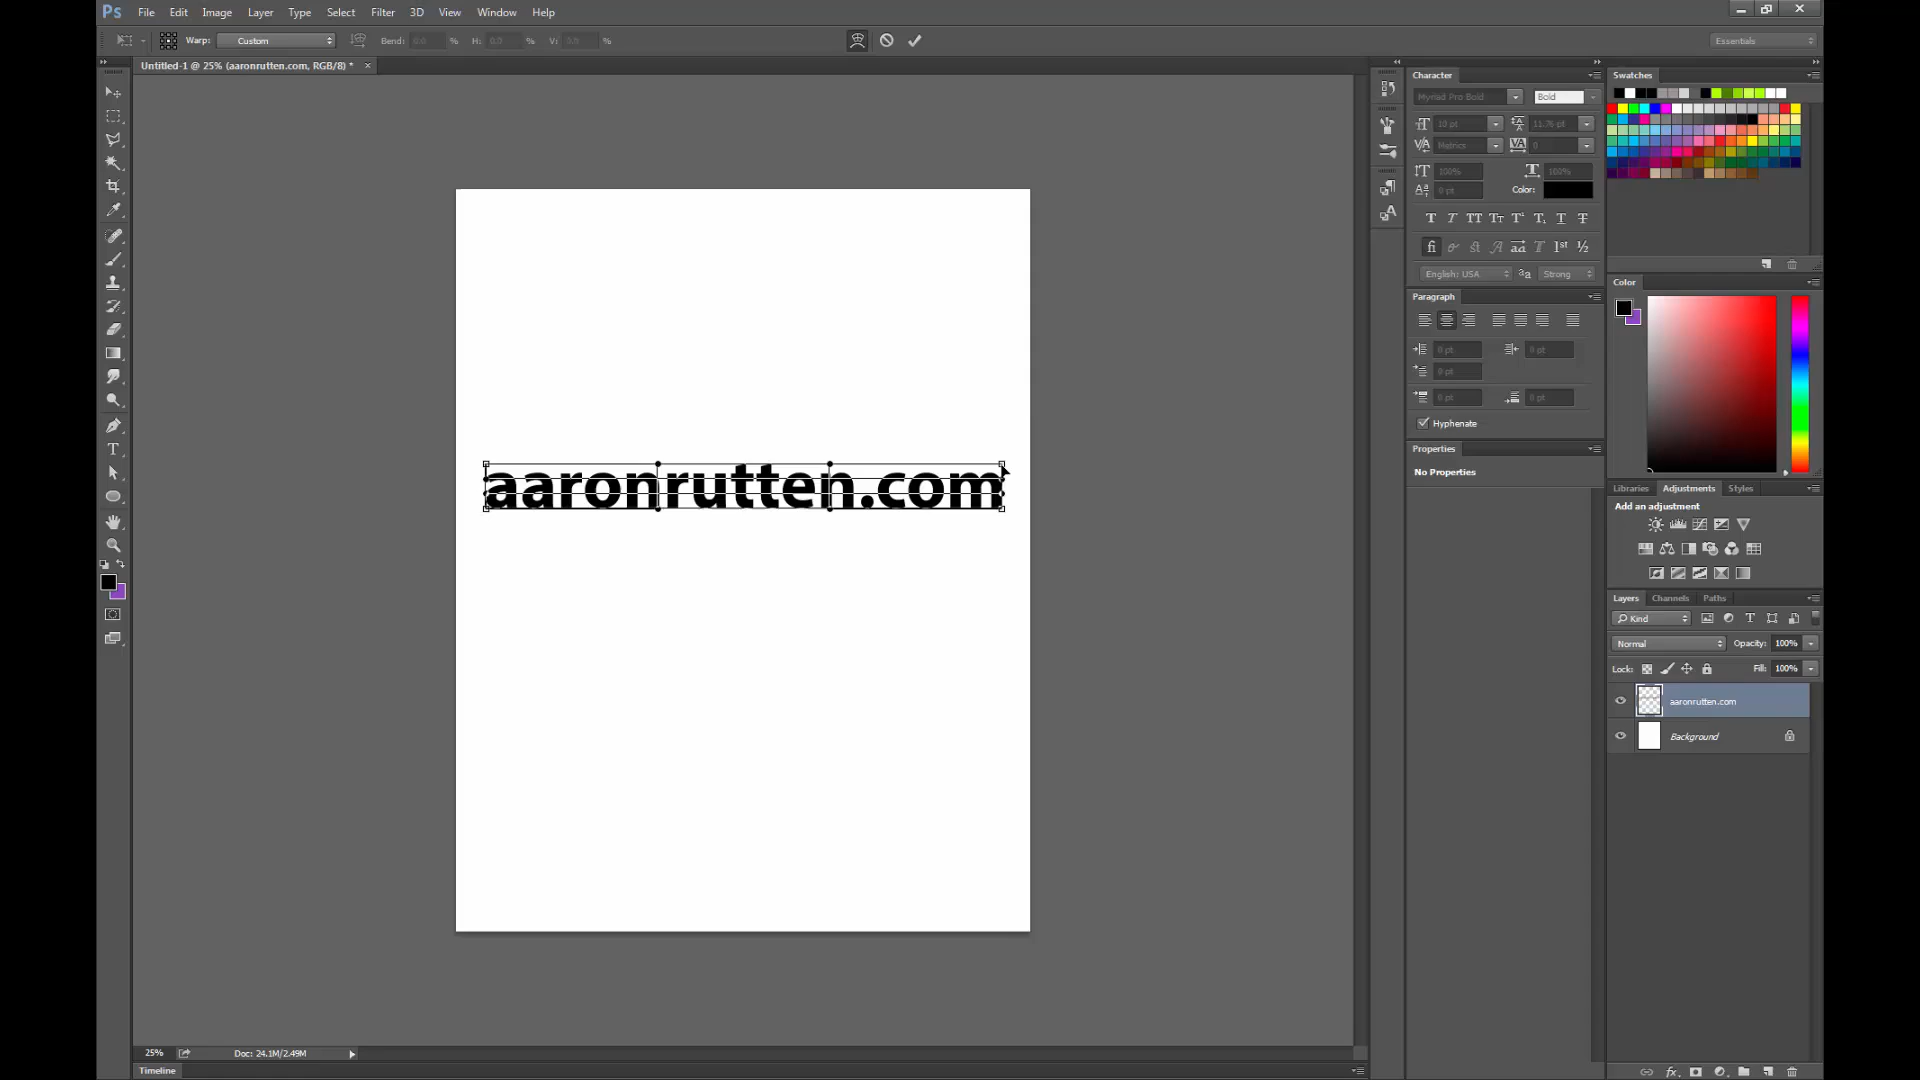 Ps File Edit Image Layer Type Select Filter 3D View Window Help
Warp: Custom Bend: 0.0 % H: 0.0 % V: 0.0 % Essentials
Untitled-1 @ 25% (aaronrutten.com, RGB/8) * ×
Character
Myriad Pro Bold Bold
10 pt 11.76 pt
Metrics 0
100% 100%
0 pt Color:
English: USA aa Strong
Paragraph
0 pt 0 pt
0 pt
0 pt 0 pt
Hyphenate
Properties
No Properties
Swatches
Color
Libraries Adjustments Styles
Add an adjustment
Layers Channels Paths
Kind
Normal Opacity: 100%
Lock: Fill: 100%
aaronrutten.com
Background
aaronrutten.com
25% Doc: 24.1M/2.49M
Timeline